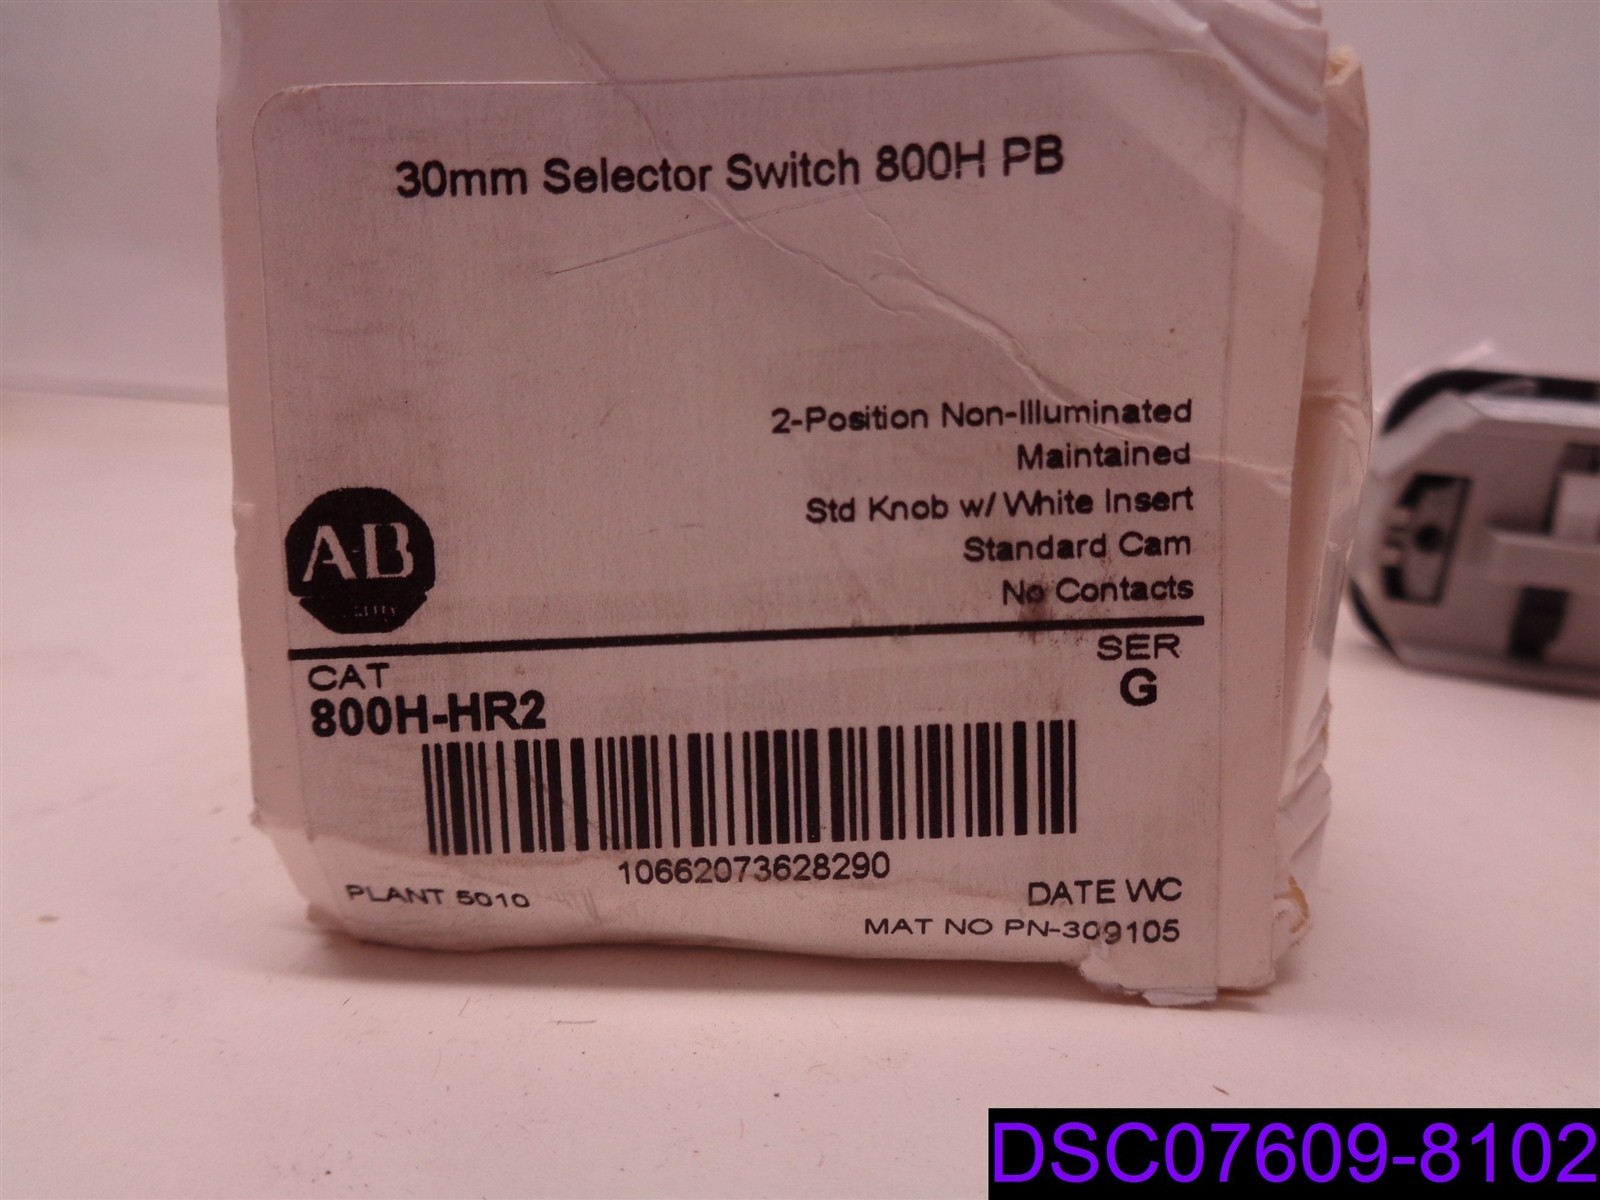 30mm Selector Switch 800H PB
2-Position Non-Illuminated
Maintained
Std Knob w/ White Insert
Standard Cam
No Contacts
AB
CAT
800H-HR2
SER
G
10662073628290
PLANT 5010
DATE WC
MAT NO PN-309105
DSC07609-8102